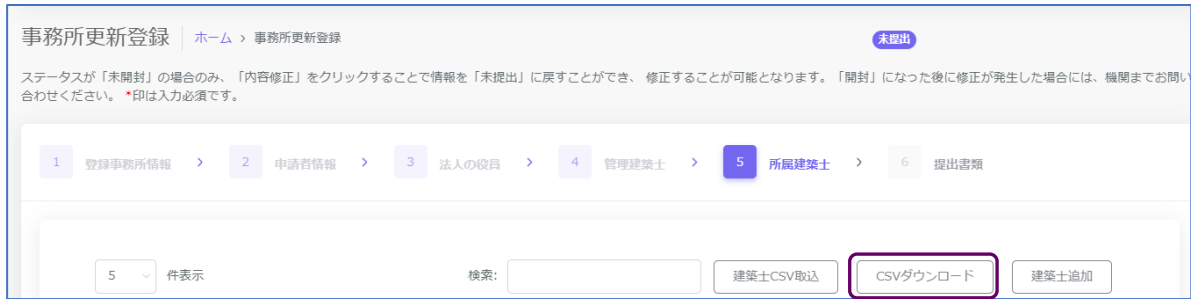 事務所更新登録 ホーム > 事務所更新登録 未提出
ステータスが「未開封」の場合のみ、「内容修正」をクリックすることで情報を「未提出」に戻すことができ、 修正することが可能となります。「開封」になった後に修正が発生した場合には、機関までお問い
合わせください。 *印は入力必須です。
1 登録事務所情報 > 2 申請者情報 > 3 法人の役員 > 4 管理建築士 > 5 所属建築士 > 6 提出書類
5 件表示 検索: 建築士CSV取込 CSVダウンロード 建築士追加